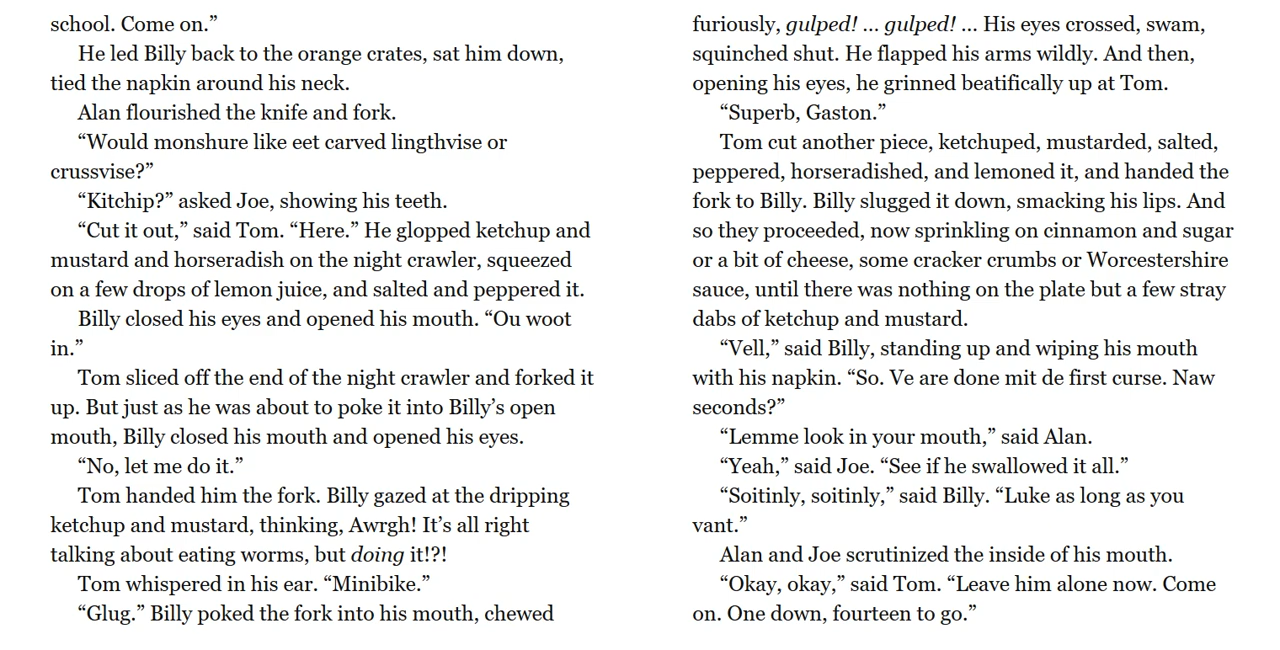 school. Come on.”
He led Billy back to the orange crates, sat him down,
tied the napkin around his neck.
Alan flourished the knife and fork.
“Would monshure like eet carved lingthvise or
crussvise?”
“Kitchip?” asked Joe, showing his teeth.
“Cut it out,” said Tom. “Here.” He glopped ketchup and
mustard and horseradish on the night crawler, squeezed
on a few drops of lemon juice, and salted and peppered it.
Billy closed his eyes and opened his mouth. “Ou woot
in.”
Tom sliced off the end of the night crawler and forked it
up. But just as he was about to poke it into Billy’s open
mouth, Billy closed his mouth and opened his eyes.
“No, let me do it.”
Tom handed him the fork. Billy gazed at the dripping
ketchup and mustard, thinking, Awrgh! It’s all right
talking about eating worms, but doing it!?!
Tom whispered in his ear. “Minibike.”
“Glug.” Billy poked the fork into his mouth, chewed
furiously, gulped! ... gulped! ... His eyes crossed, swam,
squinched shut. He flapped his arms wildly. And then,
opening his eyes, he grinned beatifically up at Tom.
“Superb, Gaston.”
Tom cut another piece, ketchuped, mustarded, salted,
peppered, horseradished, and lemoned it, and handed the
fork to Billy. Billy slugged it down, smacking his lips. And
so they proceeded, now sprinkling on cinnamon and sugar
or a bit of cheese, some cracker crumbs or Worcestershire
sauce, until there was nothing on the plate but a few stray
dabs of ketchup and mustard.
“Vell,” said Billy, standing up and wiping his mouth
with his napkin. “So. Ve are done mit de first curse. Naw
seconds?”
“Lemme look in your mouth,” said Alan.
“Yeah,” said Joe. “See if he swallowed it all.”
“Soitinly, soitinly,” said Billy. “Luke as long as you
vant.”
Alan and Joe scrutinized the inside of his mouth.
“Okay, okay,” said Tom. “Leave him alone now. Come
on. One down, fourteen to go.”